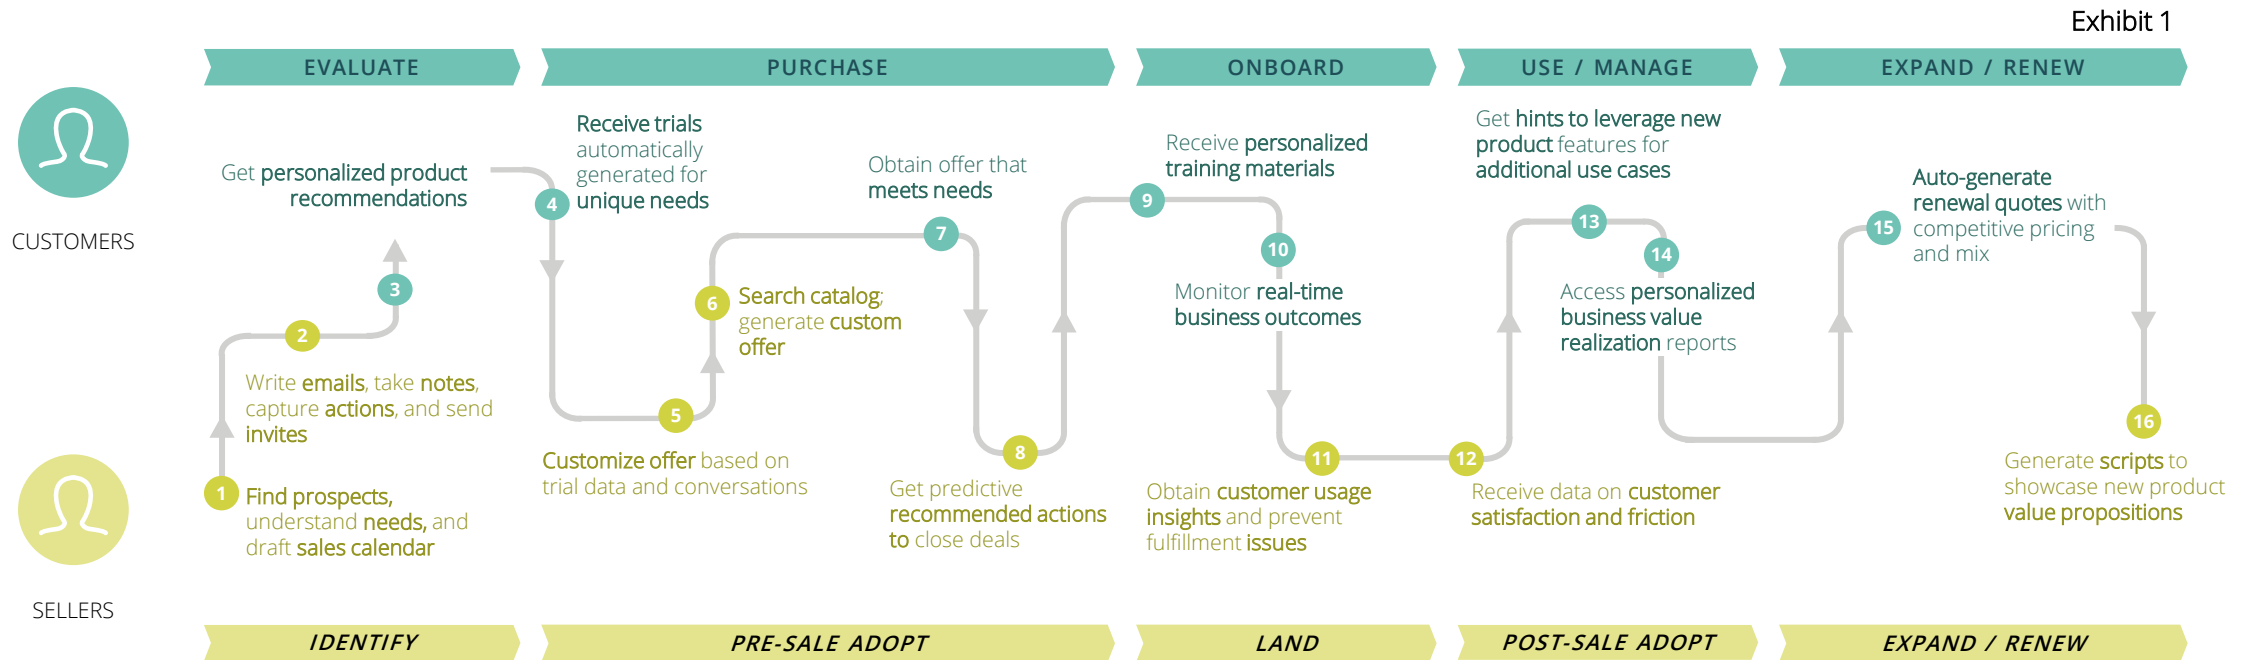 Exhibit 1
EVALUATE
PURCHASE
ONBOARD
USE / MANAGE
EXPAND / RENEW
CUSTOMERS
Get personalized product
recommendations
3
4
Receive trials
automatically
generated for
unique needs
Obtain offer that
meets needs
7
Receive personalized
training materials
9
10
Monitor real-time
business outcomes
Get hints to leverage new
product features for
additional use cases
13
14
Access personalized
business value
realization reports
15
Auto-generate
renewal quotes with
competitive pricing
and mix
SELLERS
1
Find prospects,
understand needs, and
draft sales calendar
2
Write emails, take notes,
capture actions, and send
invites
5
Customize offer based on
trial data and conversations
6
Search catalog;
generate custom
offer
8
Get predictive
recommended actions
to close deals
11
Obtain customer usage
insights and prevent
fulfillment issues
12
Receive data on customer
satisfaction and friction
16
Generate scripts to
showcase new product
value propositions
IDENTIFY
PRE-SALE ADOPT
LAND
POST-SALE ADOPT
EXPAND / RENEW